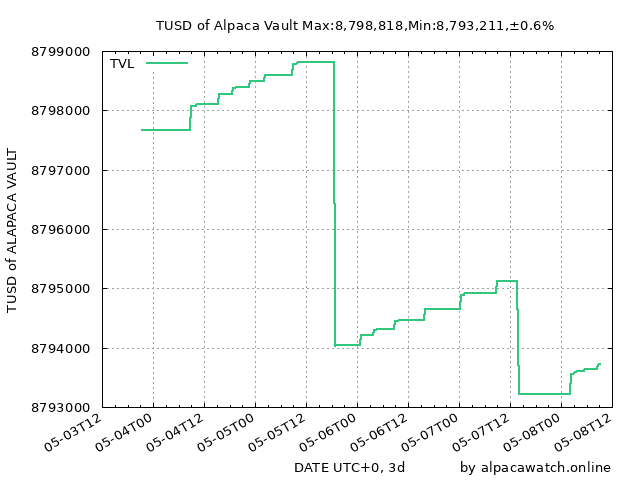 TUSD of Alpaca Vault Max:8,798,818,Min:8,793,211,±0.6%
TVL
8799000
8798000
8797000
8796000
8795000
8794000
8793000
TUSD of ALAPACA VAULT
05-03T12
05-04T00
05-04T12
05-05T00
05-05T12
05-06T00
05-06T12
05-07T00
05-07T12
05-08T00
05-08T12
DATE UTC+0, 3d
by alpacawatch.online